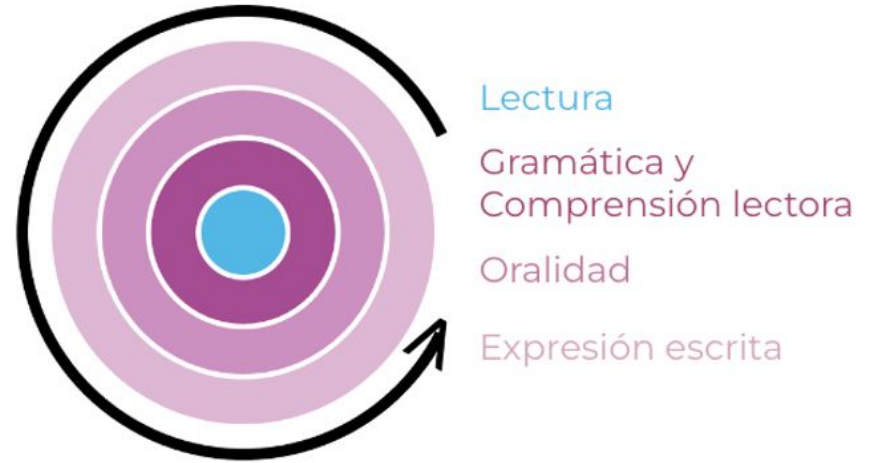 Lectura
Gramática y
Comprensión lectora
Oralidad
Expresión escrita